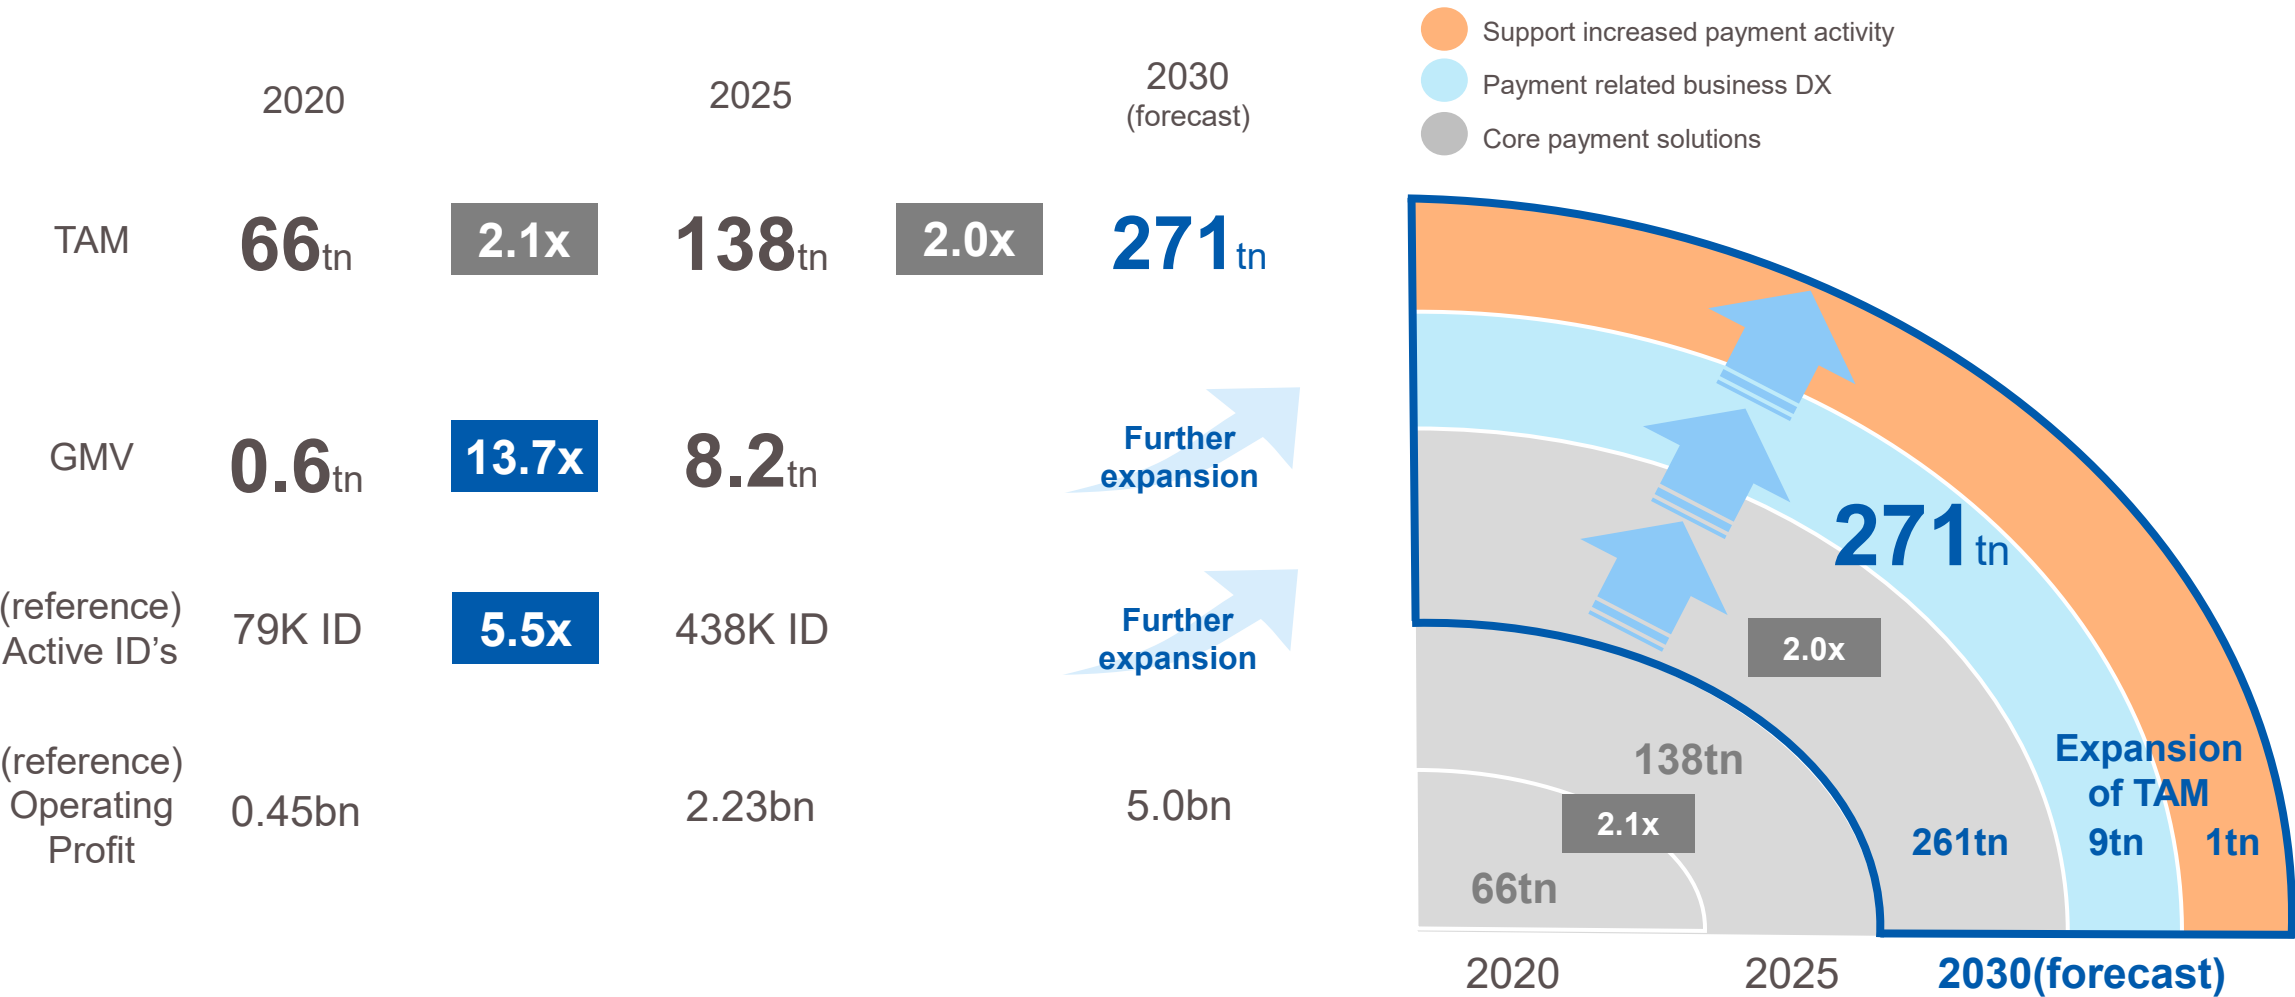 Support increased payment activity
Payment related business DX
Core payment solutions
2020
2025
2030
(forecast)
TAM
66tn
2.1x
138tn
2.0x
271tn
GMV
0.6tn
13.7x
8.2tn
Further
expansion
(reference)
Active ID’s
79K ID
5.5x
438K ID
Further
expansion
(reference)
Operating
Profit
0.45bn
2.23bn
5.0bn
271tn
2.0x
138tn
2.1x
66tn
Expansion
of TAM
261tn
9tn
1tn
2020
2025
2030(forecast)